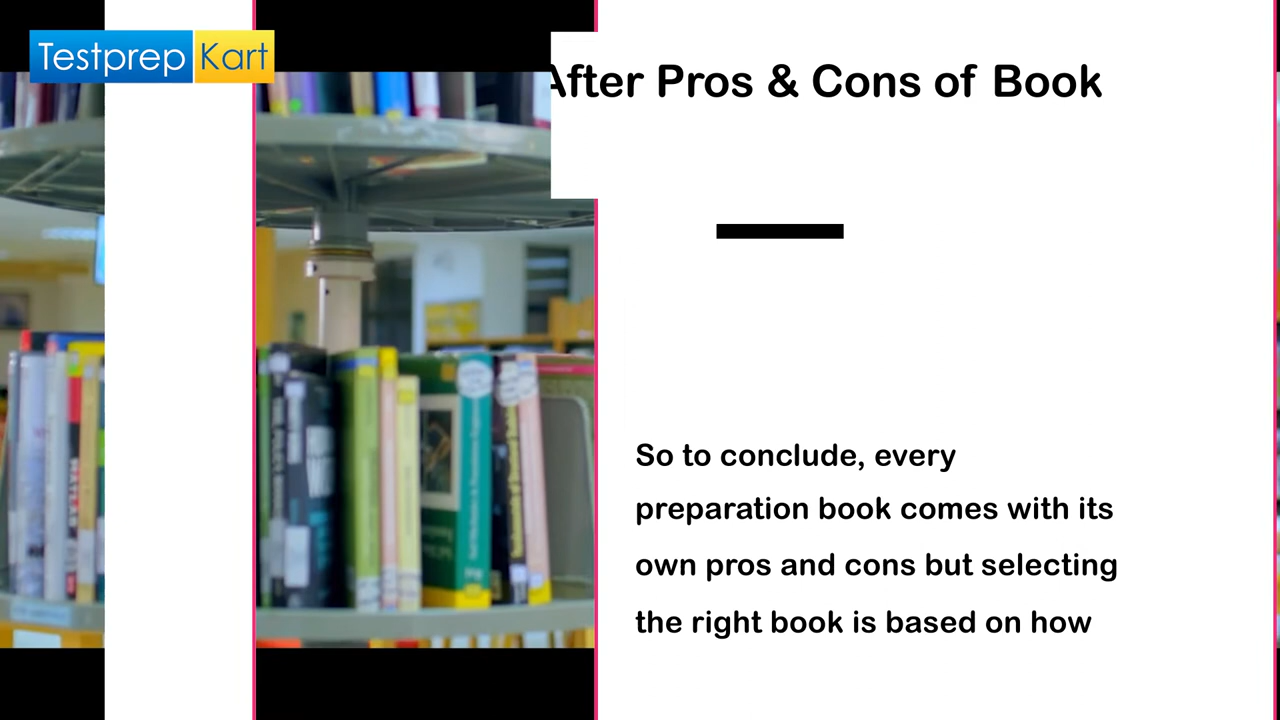 Testprep Kart
After Pros & Cons of Book
So to conclude, every
preparation book comes with its
own pros and cons but selecting
the right book is based on how